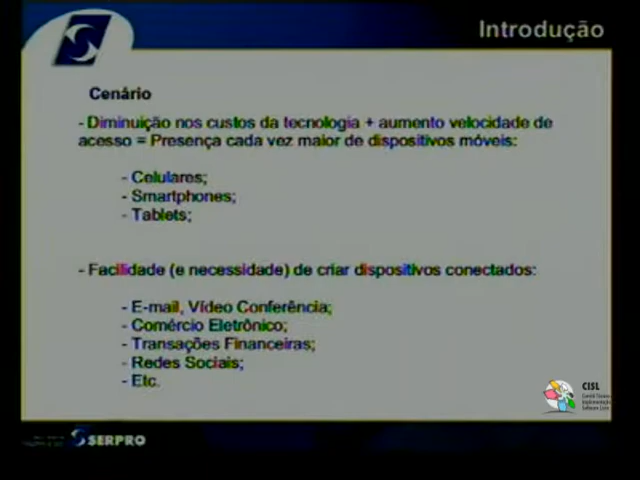 Introdução
Cenário
- Diminuição nos custos da tecnologia + aumento velocidade de
acesso = Presença cada vez maior de dispositivos móveis:
- Celulares;
- Smartphones;
- Tablets;
- Facilidade (e necessidade) de criar dispositivos conectados:
- E-mail, Vídeo Conferência;
- Comércio Eletrônico;
- Transações Financeiras;
- Redes Sociais;
- Etc.
CISL
SERPRO